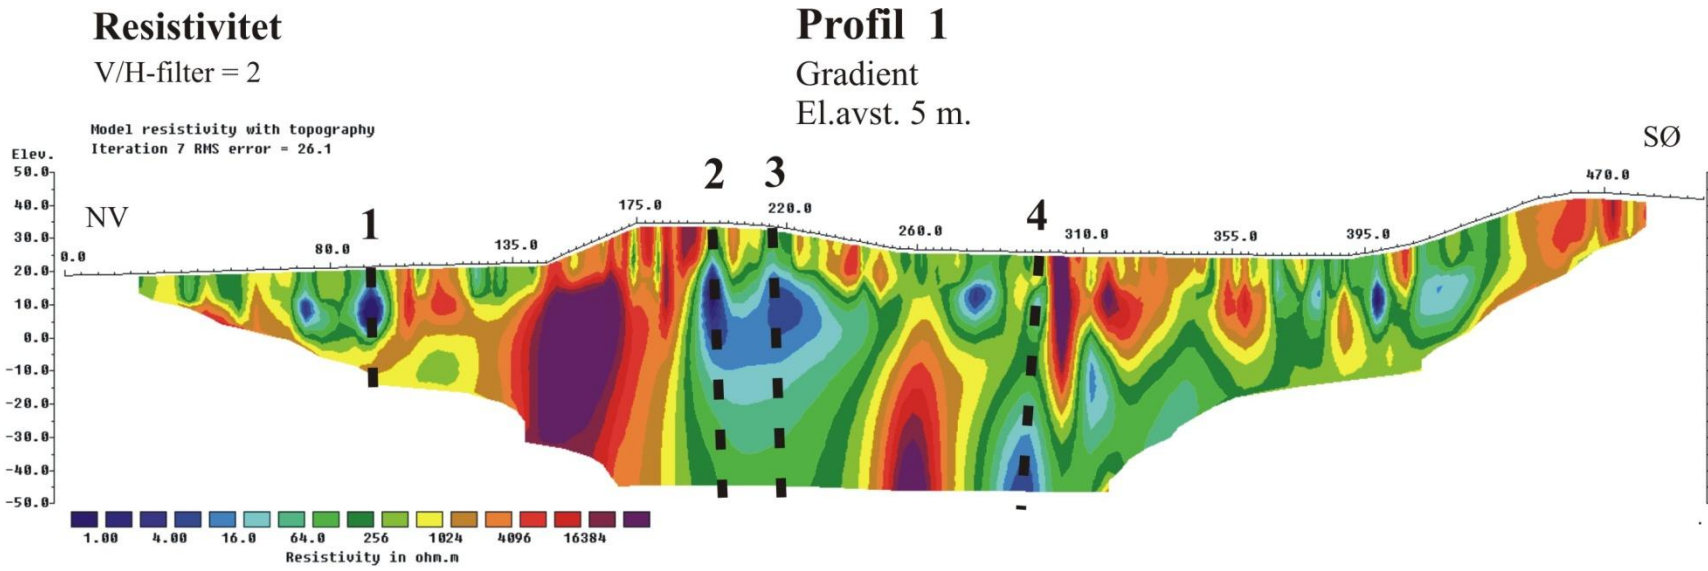 Resistivitet
V/H-filter = 2
Profil 1
Gradient
El.avst. 5 m.
Model resistivity with topography
Iteration 7 RMS error = 26.1
Elev.
SØ
NV
50.0
40.0
30.0
20.0
10.0
0.0
-10.0
-20.0
-30.0
-40.0
-50.0
0.0
80.0
1
135.0
175.0
2
3
220.0
260.0
4
310.0
355.0
395.0
470.0
1.00 4.00 16.0 64.0 256 1024 4096 16384
Resistivity in ohm.m